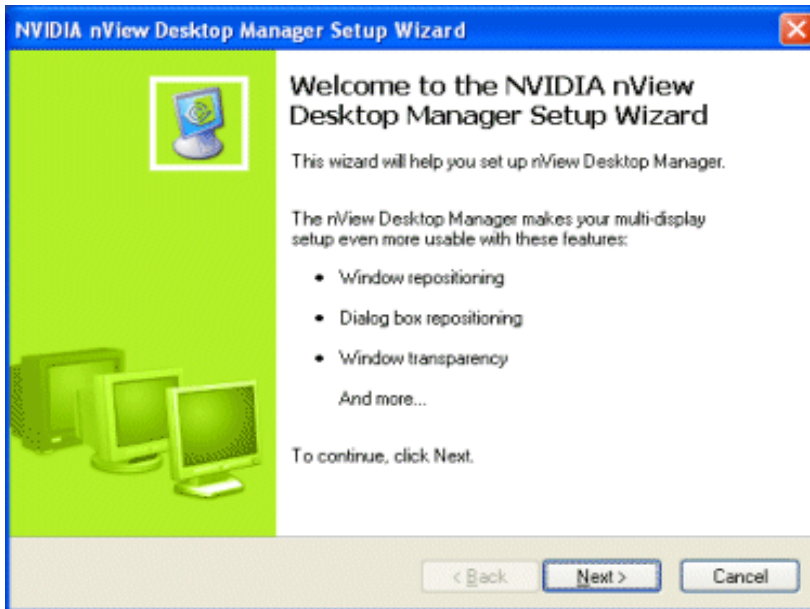 NVIDIA nView Desktop Manager Setup Wizard
Welcome to the NVIDIA nView
Desktop Manager Setup Wizard
This wizard will help you set up nView Desktop Manager.
The nView Desktop Manager makes your multi-display
setup even more usable with these features:
• Window repositioning
• Dialog box repositioning
• Window transparency
And more...
To continue, click Next.
< Back
Next >
Cancel